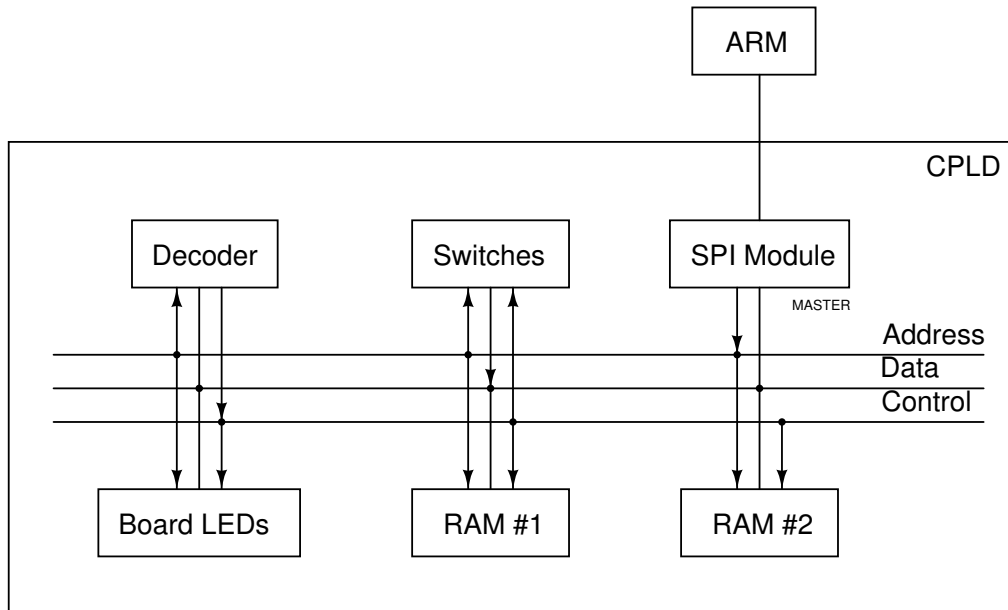 ARM
CPLD
Decoder
Switches
SPI Module
MASTER
Address
Data
Control
Board LEDs
RAM #1
RAM #2